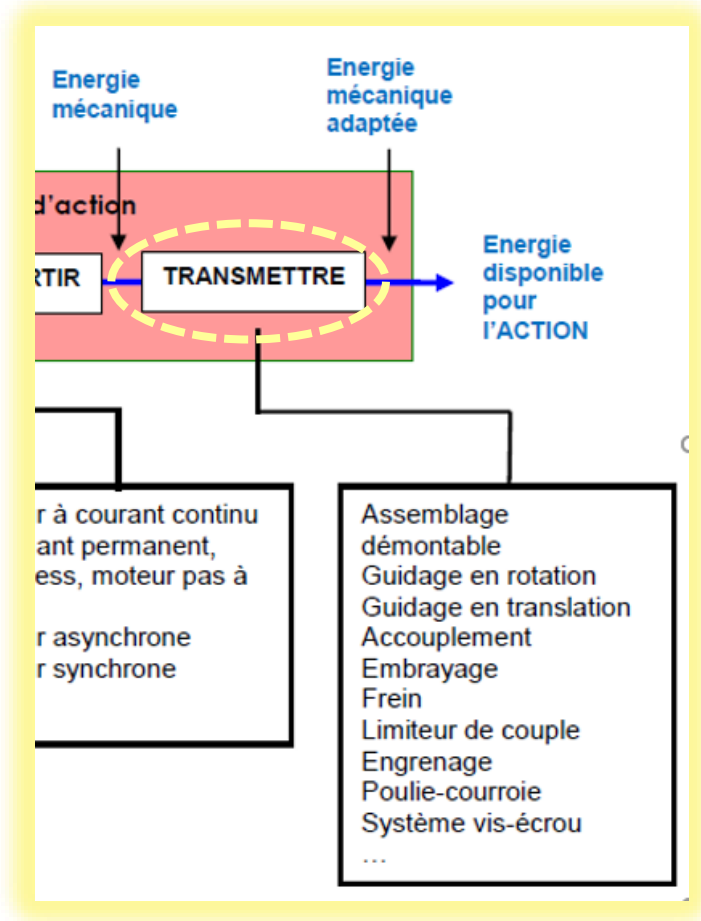 Energie
mécanique
Energie
mécanique
adaptée
d'action
RTIR
TRANSMETTRE
Energie
disponible
pour
l'ACTION
r à courant continu
ant permanent,
ess, moteur pas à
r asynchrone
r synchrone
Assemblage
démontable
Guidage en rotation
Guidage en translation
Accouplement
Embrayage
Frein
Limiteur de couple
Engrenage
Poulie-courroie
Système vis-écrou
…